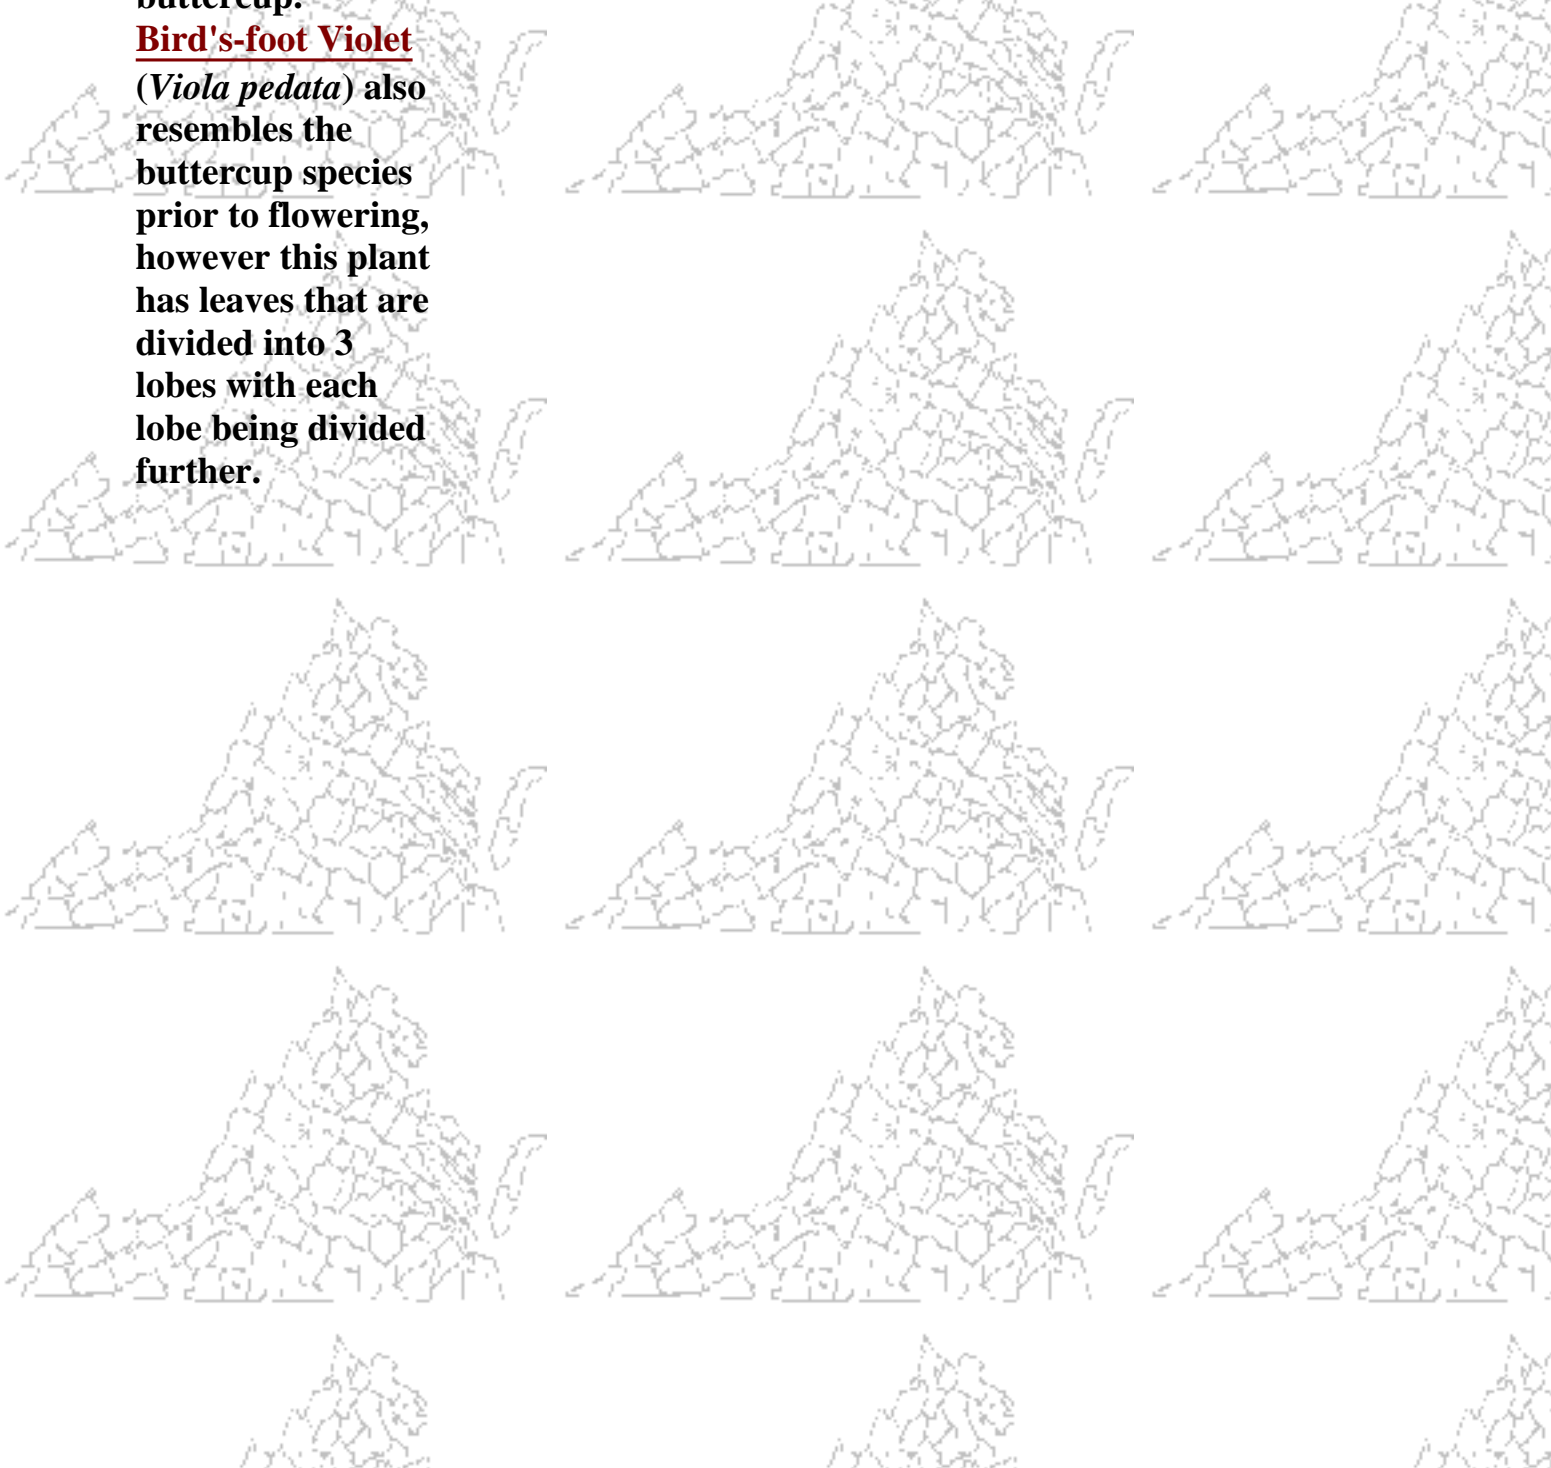 buttercup.
Bird's-foot Violet
(Viola pedata) also
resembles the
buttercup species
prior to flowering,
however this plant
has leaves that are
divided into 3
lobes with each
lobe being divided
further.